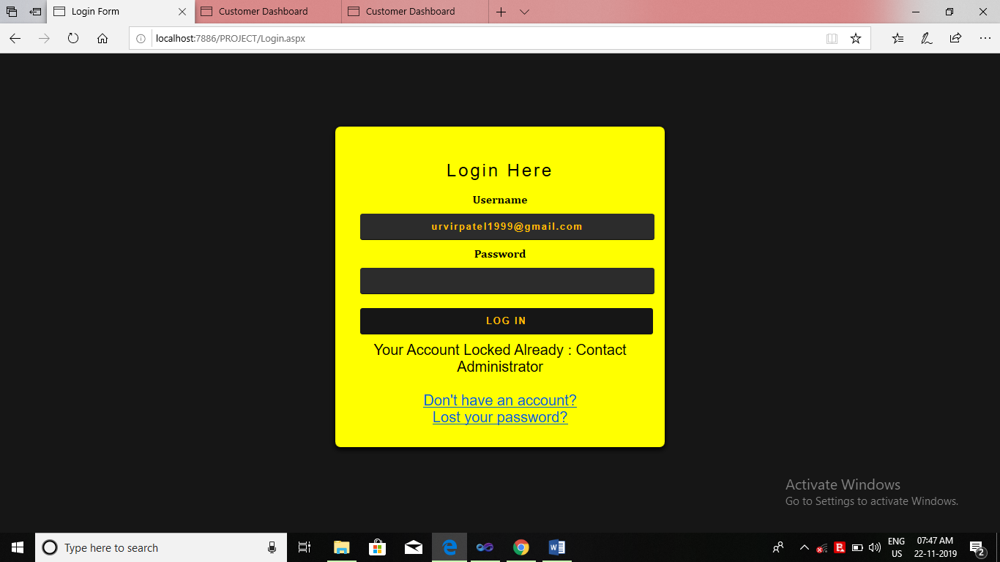 Login Form
Customer Dashboard
Customer Dashboard
localhost:7886/PROJECT/Login.aspx
Login Here
Username
urvirpatel1999@gmail.com
Password
LOG IN
Your Account Locked Already : Contact
Administrator
Don't have an account?
Lost your password?
Activate Windows
Go to Settings to activate Windows.
Type here to search
ENG
US
07:47 AM
22-11-2019
2